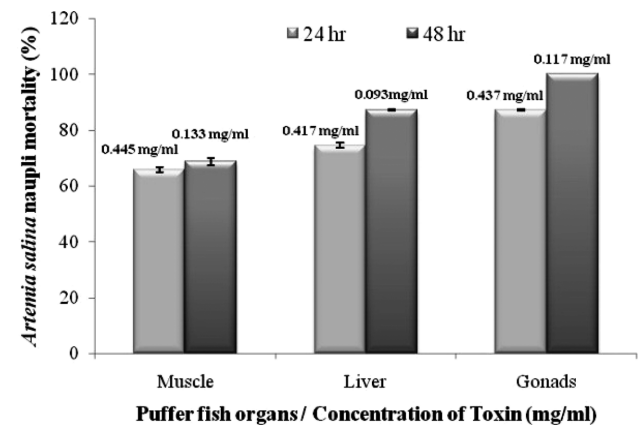 Artemia salina naupli mortality (%)
120
100
80
60
40
20
0
24 hr
48 hr
0.445 mg/ml
0.133 mg/ml
0.417 mg/ml
0.093mg/ml
0.437 mg/ml
0.117 mg/ml
Muscle
Liver
Gonads
Puffer fish organs / Concentration of Toxin (mg/ml)